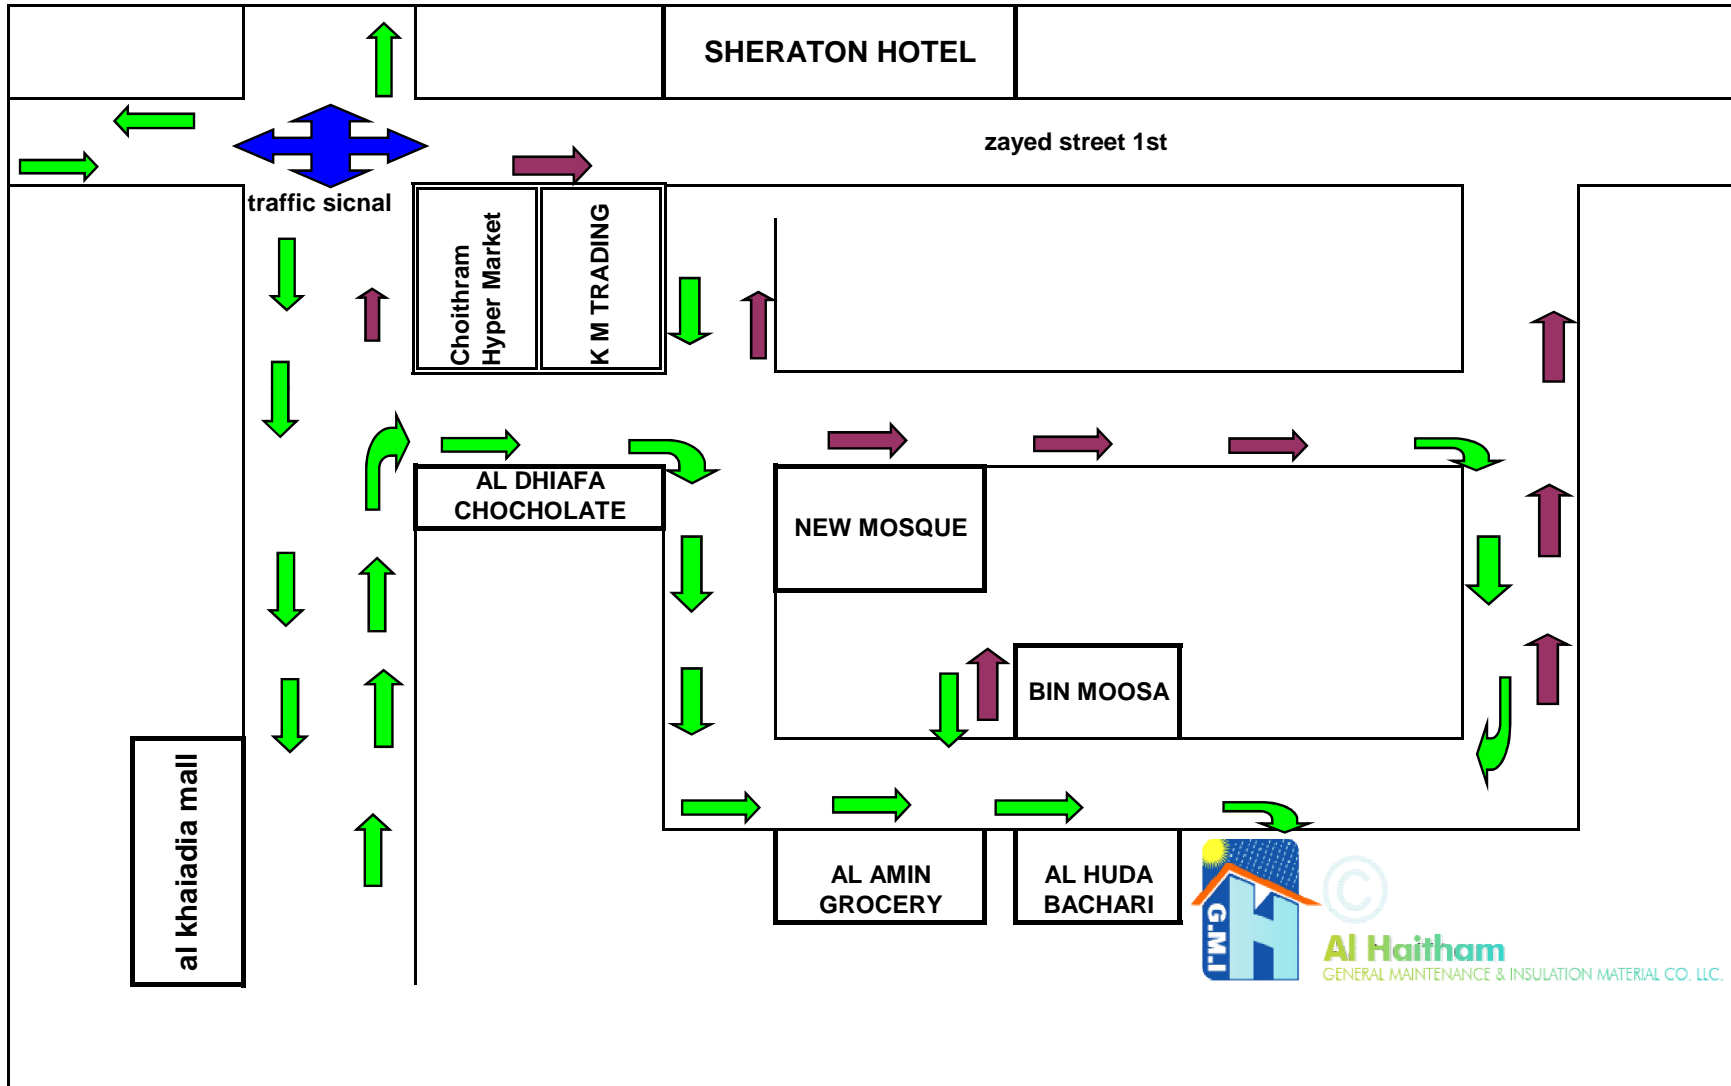 SHERATON HOTEL
zayed street 1st
traffic sicnal
Choithram
Hyper Market
K M TRADING
AL DHIAFA
CHOCHOLATE
NEW MOSQUE
BIN MOOSA
al khaiadia mall
AL AMIN
GROCERY
AL HUDA
BACHARI
G.M.I
H
©
Al Haitham
GENERAL MAINTENANCE & INSULATION MATERIAL CO. LLC.